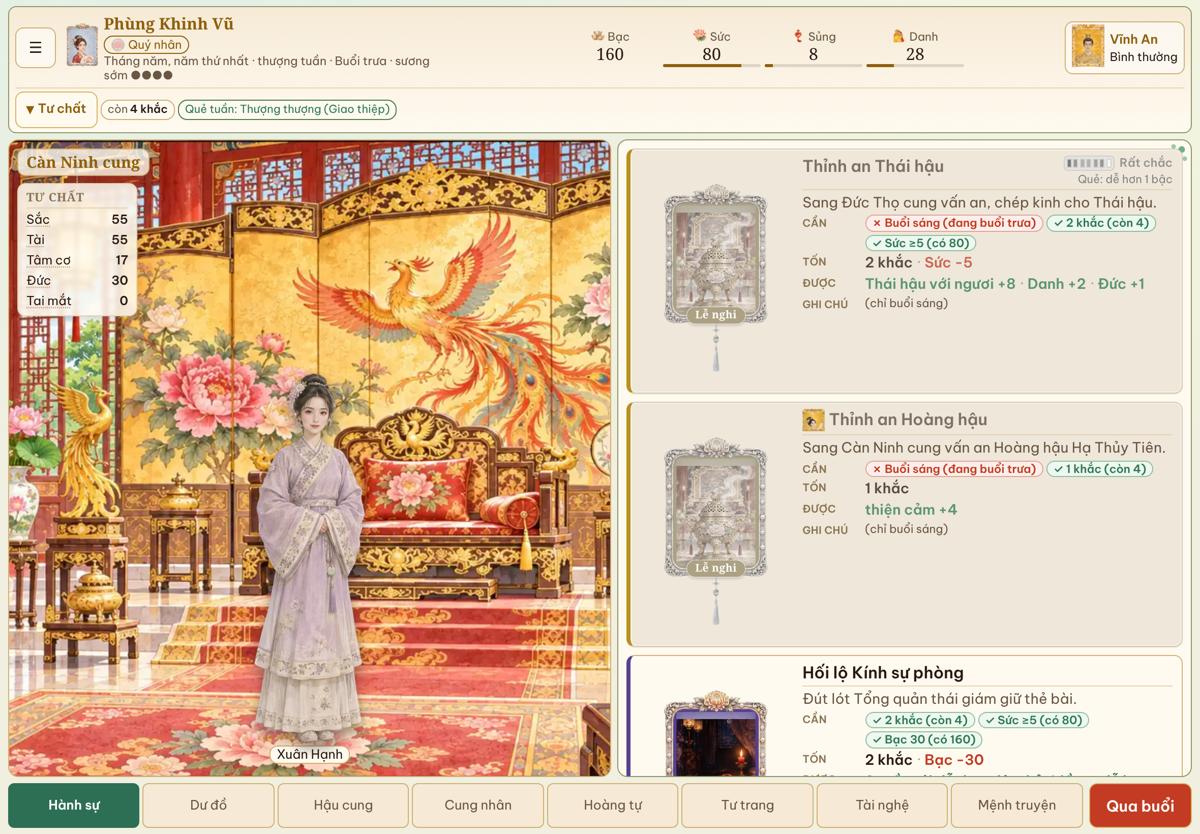 ☰
Phùng Khinh Vũ
Quý nhân
Tháng năm, năm thứ nhất · thượng tuần · Buổi trưa · sương
sớm ●●●●
Bạc
160
Sức
80
Sủng
8
Danh
28
Vĩnh An
Bình thường
▼ Tư chất
còn 4 khắc
Quẻ tuần: Thượng thượng (Giao thiệp)
Càn Ninh cung
TƯ CHẤT
Sắc 55
Tài 55
Tâm cơ 17
Đức 30
Tai mắt 0
Xuân Hạnh
Thỉnh an Thái hậu
Rất chắc
Quẻ: dễ hơn 1 bậc
Sang Đức Thọ cung vấn an, chép kinh cho Thái hậu.
CẦN × Buổi sáng (đang buổi trưa) ✓ 2 khắc (còn 4)
✓ Sức ≥5 (có 80)
TỐN 2 khắc · Sức -5
ĐƯỢC Thái hậu với ngươi +8 · Danh +2 · Đức +1
GHI CHÚ (chỉ buổi sáng)
Lễ nghi
Thỉnh an Hoàng hậu
Sang Càn Ninh cung vấn an Hoàng hậu Hạ Thủy Tiên.
CẦN × Buổi sáng (đang buổi trưa) ✓ 1 khắc (còn 4)
TỐN 1 khắc
ĐƯỢC thiện cảm +4
GHI CHÚ (chỉ buổi sáng)
Lễ nghi
Hối lộ Kính sự phòng
Đút lót Tổng quản thái giám giữ thẻ bài.
CẦN ✓ 2 khắc (còn 4) ✓ Sức ≥5 (có 80)
✓ Bạc 30 (có 160)
TỐN 2 khắc · Bạc -30
Hành sự
Dư đồ
Hậu cung
Cung nhân
Hoàng tự
Tư trang
Tài nghệ
Mệnh truyện
Qua buổi